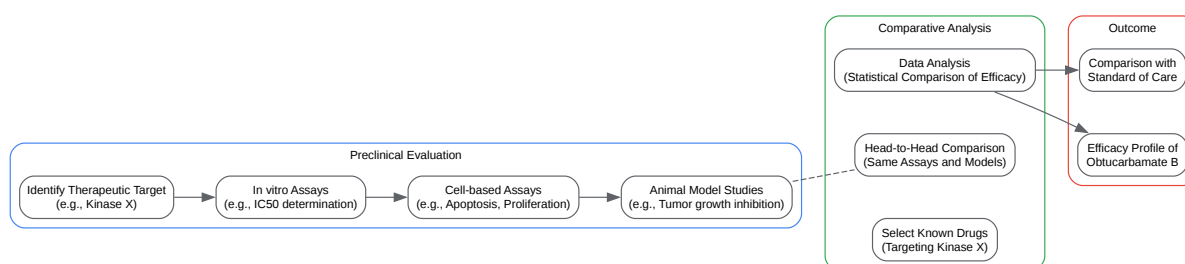 Preclinical Evaluation
Identify Therapeutic Target
(e.g., Kinase X)
In vitro Assays
(e.g., IC50 determination)
Cell-based Assays
(e.g., Apoptosis, Proliferation)
Animal Model Studies
(e.g., Tumor growth inhibition)
Comparative Analysis
Data Analysis
(Statistical Comparison of Efficacy)
Head-to-Head Comparison
(Same Assays and Models)
Select Known Drugs
(Targeting Kinase X)
Outcome
Comparison with
Standard of Care
Efficacy Profile of
Obtucarbamate B